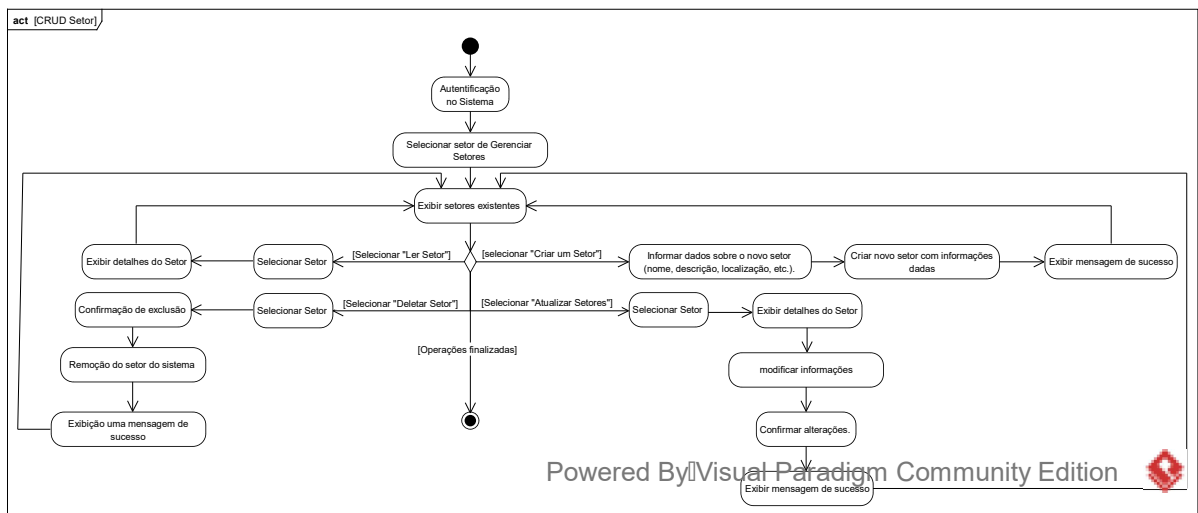 act [CRUD Setor]
Autentificação
no Sistema
Selecionar setor de Gerenciar
Setores
Exibir setores existentes
Exibir detalhes do Setor
Selecionar Setor
[Selecionar "Ler Setor"]
[selecionar "Criar um Setor"]
Informar dados sobre o novo setor
(nome, descrição, localização, etc.).
Criar novo setor com informações
dadas
Exibir mensagem de sucesso
Confirmação de exclusão
Selecionar Setor
[Selecionar "Deletar Setor"]
[Selecionar "Atualizar Setores"]
Selecionar Setor
Exibir detalhes do Setor
[Operações finalizadas]
Remoção do setor do sistema
modificar informações
Exibição uma mensagem de
sucesso
Confirmar alterações.
Powered By Visual Paradigm Community Edition
Exibir mensagem de sucesso